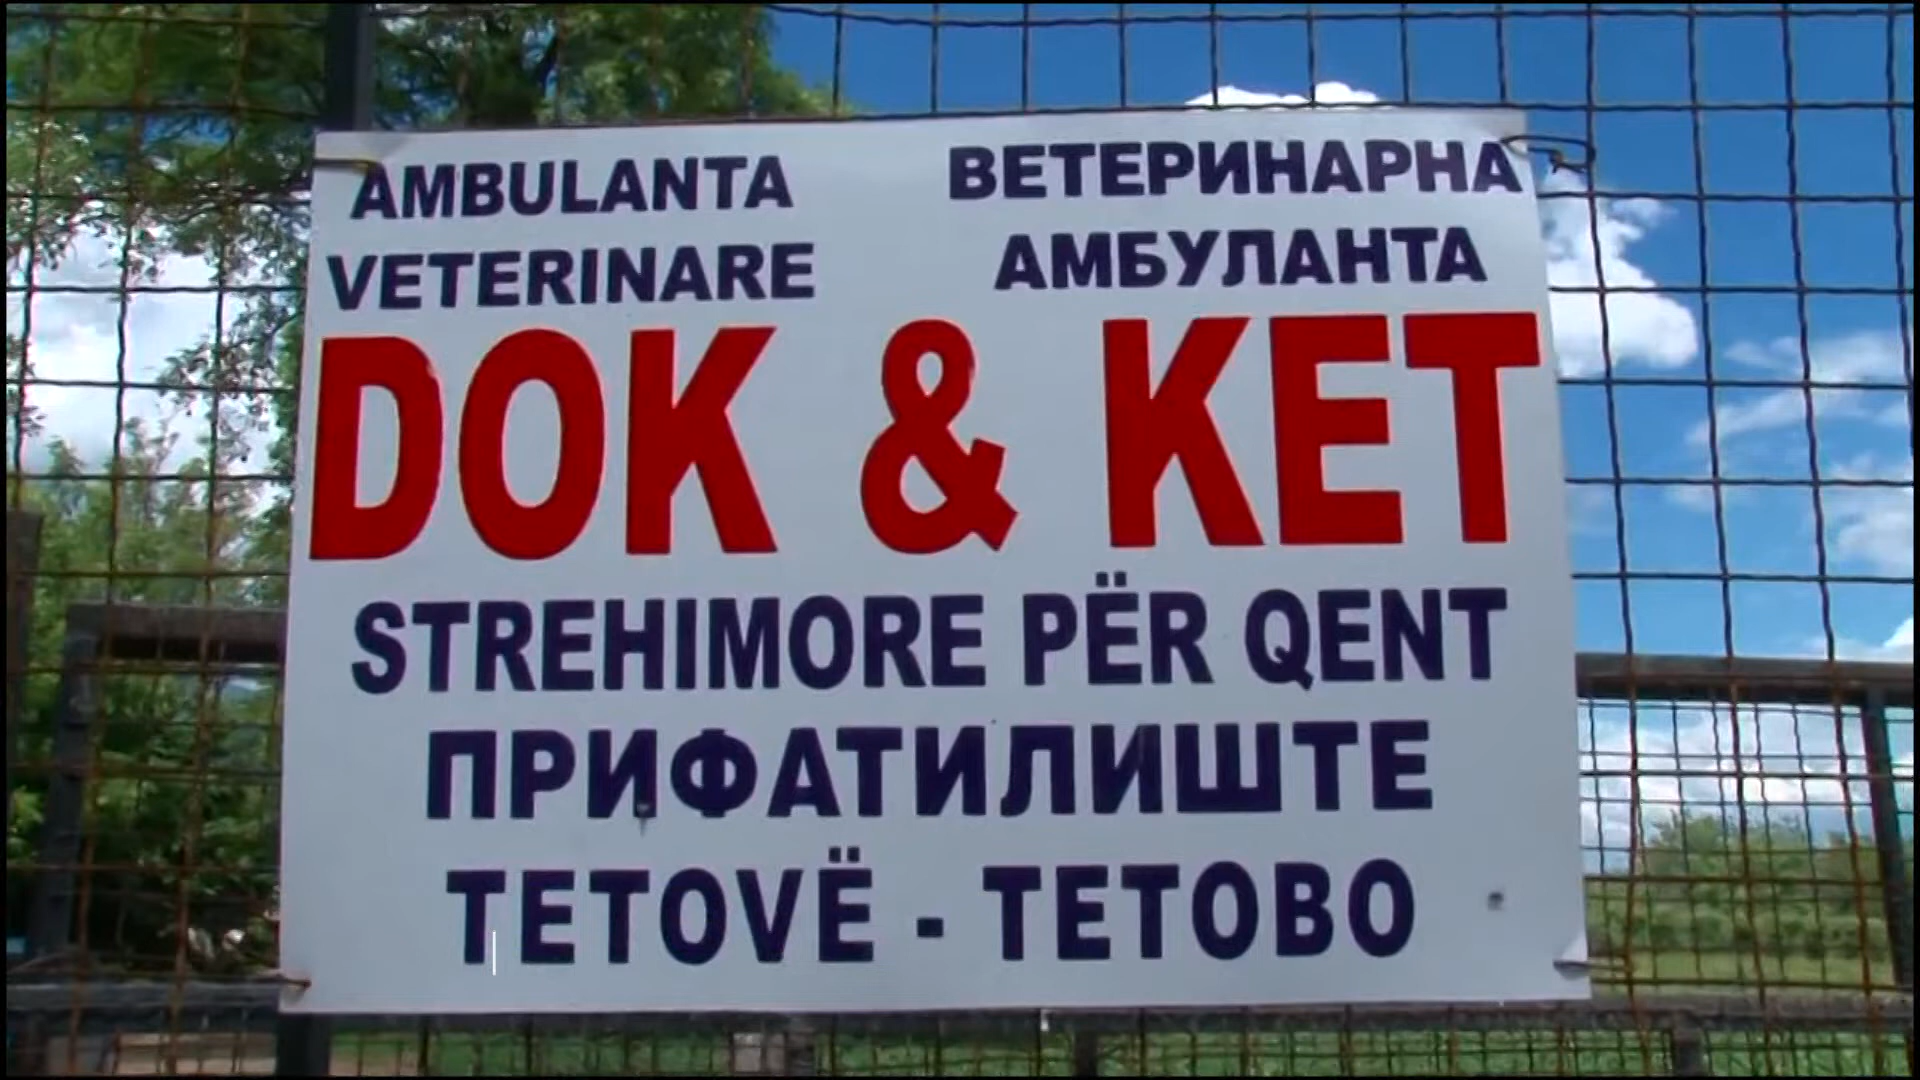 AMBULANTA
VETERINARE
ВЕТЕРИНАРНА
АМБУЛАНТА
DOK & KET
STREHIMORE PËR QENT
ПРИФАТИЛИШТЕ
TETOVË - ТЕТОВО